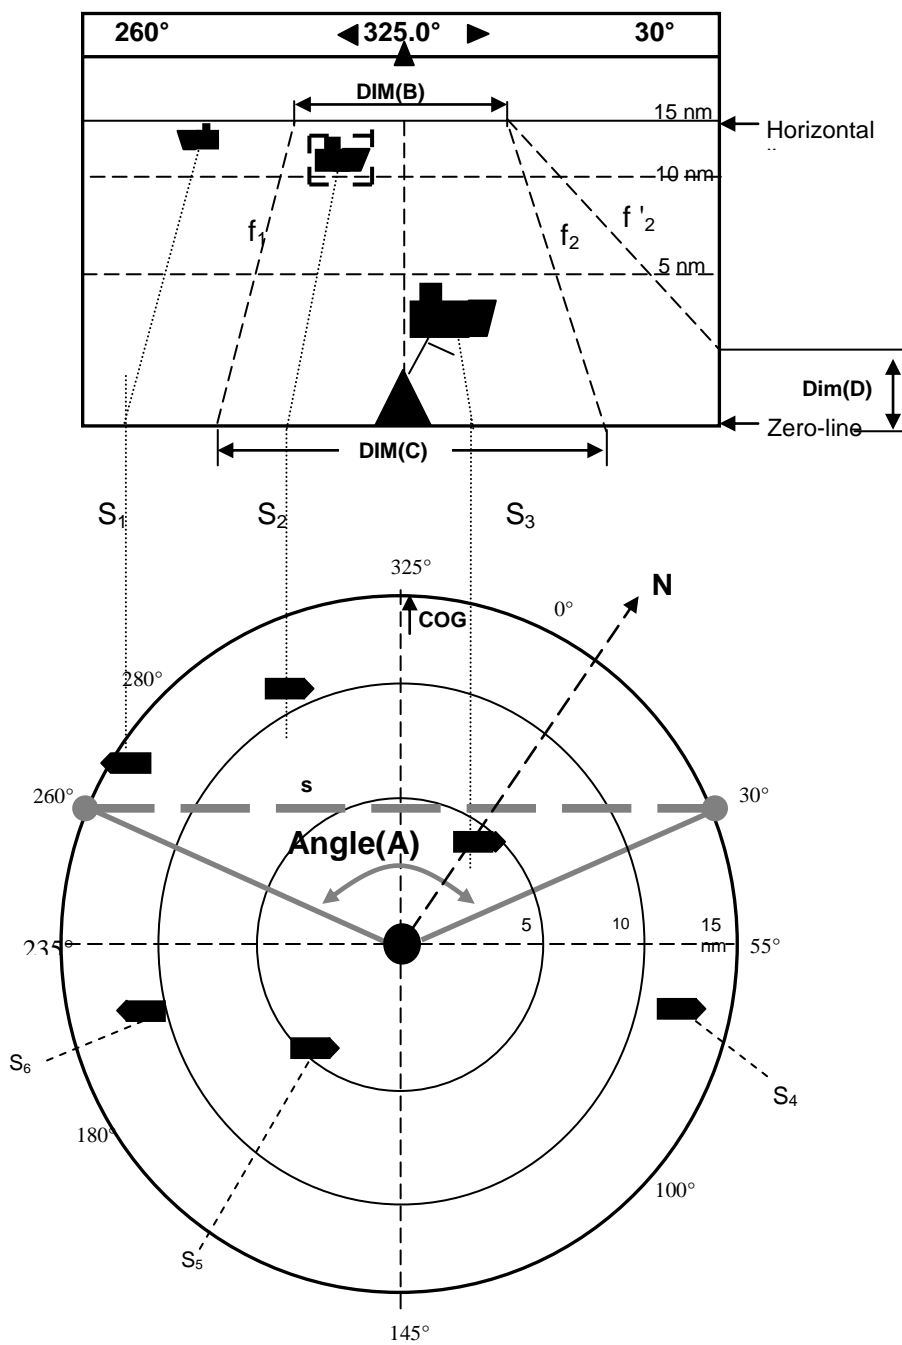 260° 325.0° 30°
DIM(B)
15 nm
Horizontal
10 nm
f1 f2 f '2
5 nm
Dim(D)
Zero-line
DIM(C)
S1 S2 S3
325°
N
0°
COG
280°
s
260° 30°
Angle(A)
5 10 15
nm
55°
S6
S4
180°
100°
S5
145°